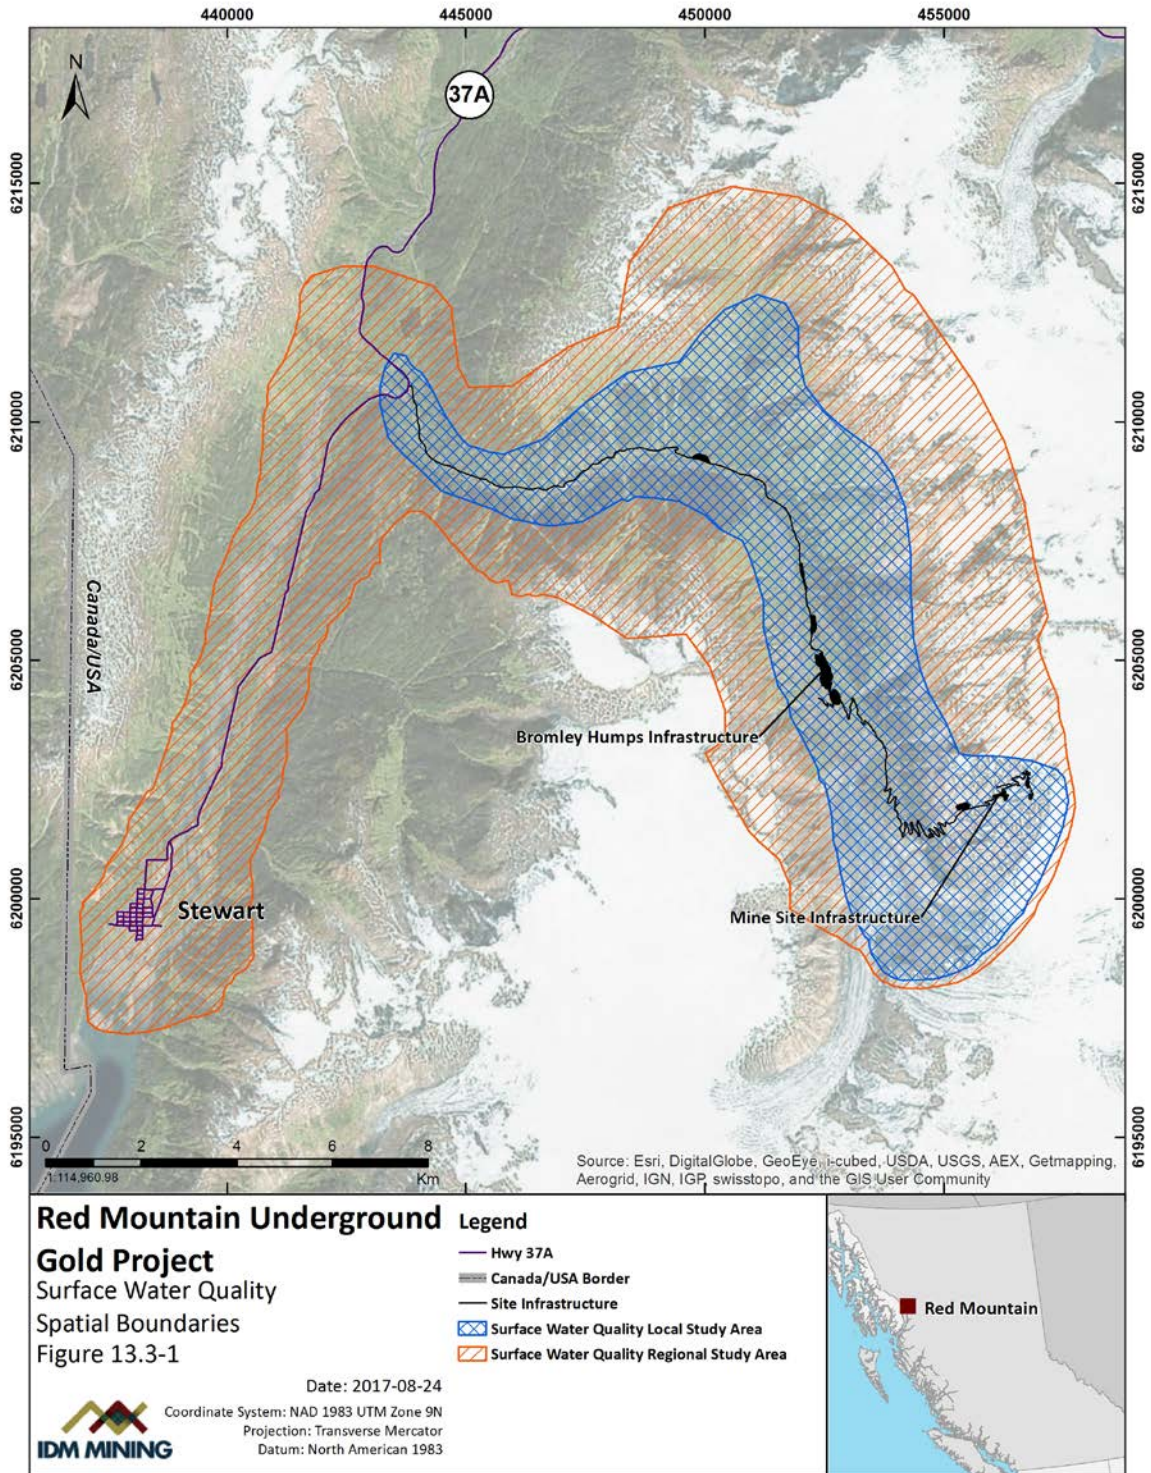 440000
445000
450000
455000
N
37A
6215000
6215000
6210000
6210000
Canada/USA
6205000
6205000
Bromley Humps Infrastructure
Stewart
6200000
6200000
Mine Site Infrastructure
6195000
6195000
0 2 4 6 8
1:114,960.98
Km
Source: Esri, DigitalGlobe, GeoEye, i-cubed, USDA, USGS, AEX, Getmapping,
Aerogrid, IGN, IGP, swisstopo, and the GIS User Community
Red Mountain Underground
Gold Project
Surface Water Quality
Spatial Boundaries
Figure 13.3-1
Date: 2017-08-24
Coordinate System: NAD 1983 UTM Zone 9N
Projection: Transverse Mercator
Datum: North American 1983
IDM MINING
Legend
Hwy 37A
Canada/USA Border
Site Infrastructure
Surface Water Quality Local Study Area
Surface Water Quality Regional Study Area
Red Mountain